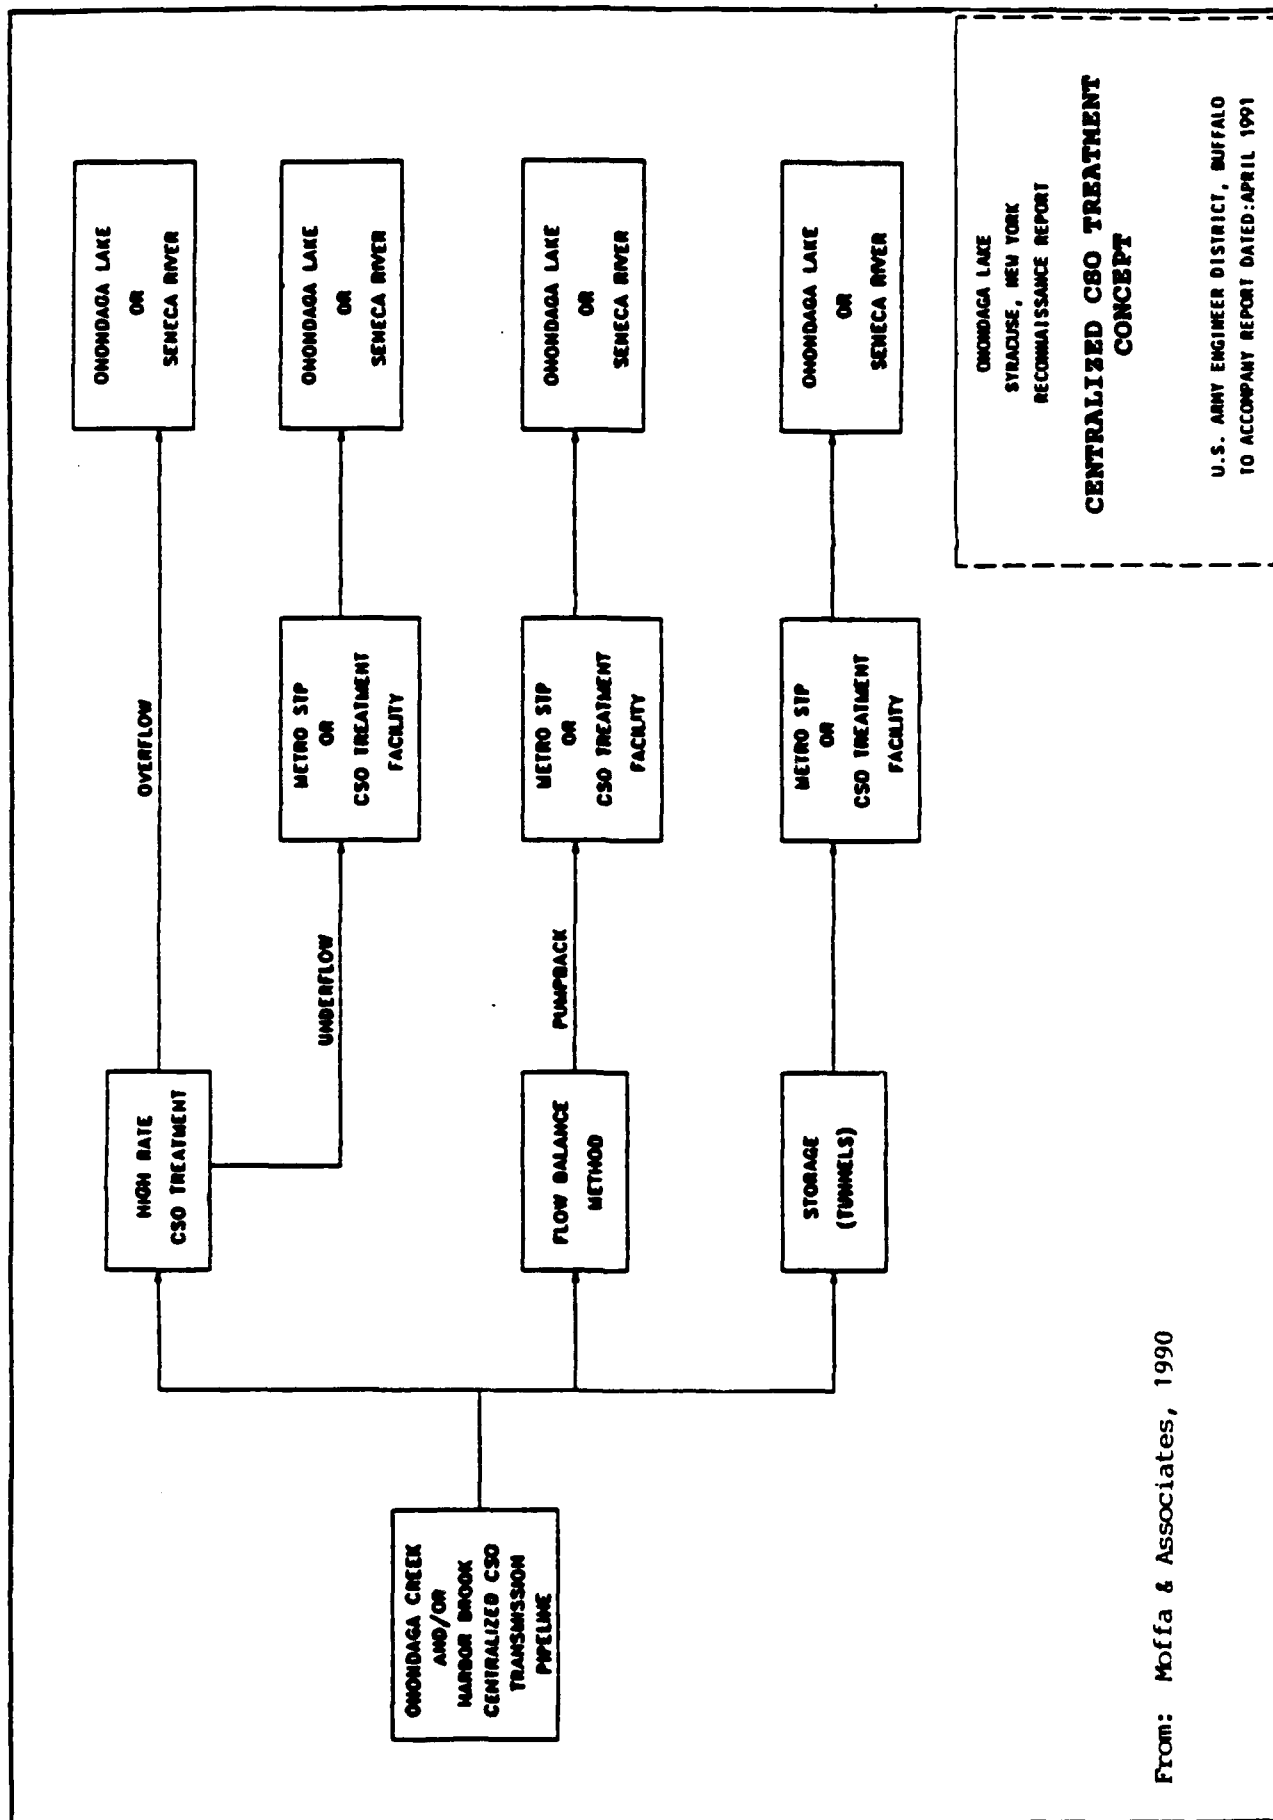 ONONDAGA CREEK
AND/OR
HARBOR BROOK
CENTRALIZED CSO
TRANSMISSION
PIPELINE
HIGH RATE
CSO TREATMENT
OVERFLOW
ONONDAGA LAKE
OR
SENECA RIVER
UNDERFLOW
METRO STP
OR
CSO TREATMENT
FACILITY
ONONDAGA LAKE
OR
SENECA RIVER
FLOW BALANCE
METHOD
PUMPBACK
METRO STP
OR
CSO TREATMENT
FACILITY
ONONDAGA LAKE
OR
SENECA RIVER
STORAGE
(TUNNELS)
METRO STP
OR
CSO TREATMENT
FACILITY
ONONDAGA LAKE
OR
SENECA RIVER
From: Moffa & Associates, 1990
ONONDAGA LAKE
SYRACUSE, NEW YORK
RECONNAISSANCE REPORT
CENTRALIZED CSO TREATMENT
CONCEPT
U.S. ARMY ENGINEER DISTRICT, BUFFALO
TO ACCOMPANY REPORT DATED:APRIL 1991